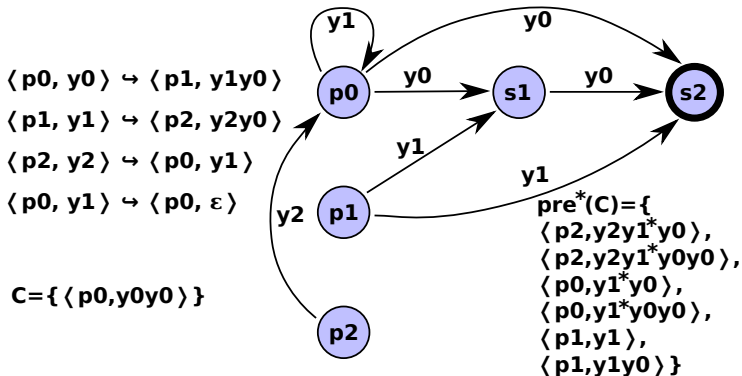 y1
y0
⟨p0, y0⟩ ↪ ⟨p1, y1y0⟩
p0
y0
s1
y0
s2
⟨p1, y1⟩ ↪ ⟨p2, y2y0⟩
⟨p2, y2⟩ ↪ ⟨p0, y1⟩
y1
y1
⟨p0, y1⟩ ↪ ⟨p0, ε⟩
y2
p1
pre*(C)={
⟨p2,y2y1*y0⟩,
⟨p2,y2y1*y0y0⟩,
⟨p0,y1*y0⟩,
⟨p0,y1*y0y0⟩,
⟨p1,y1⟩,
⟨p1,y1y0⟩}
C={⟨p0,y0y0⟩}
p2